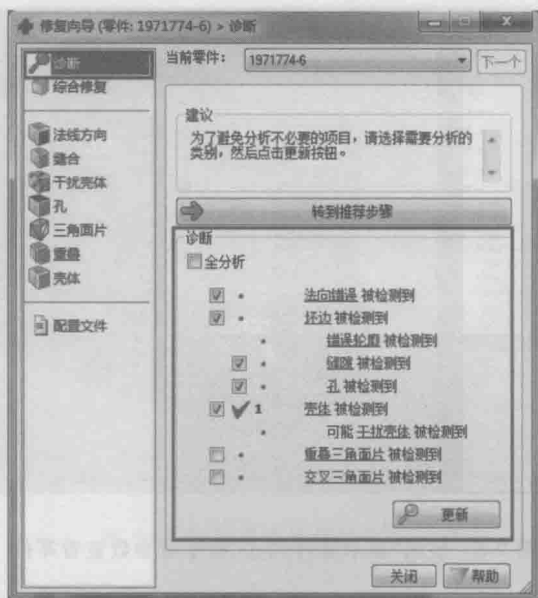 修复向导 (零件: 1971774-6) > 诊断
诊断
综合修复
法线方向
缝合
干扰壳体
孔
三角面片
重叠
壳体
配置文件
当前零件: 1971774-6 下一个
建议
为了避免分析不必要的项目，请选择需要分析的
类别，然后点击更新按钮。
转到推荐步骤
诊断
全分析
法向错误 被检测到
坏边 被检测到
错误轮廓 被检测到
缝隙 被检测到
孔 被检测到
1 壳体 被检测到
可能 干扰壳体 被检测到
重叠三角面片 被检测到
交叉三角面片 被检测到
更新
关闭 帮助